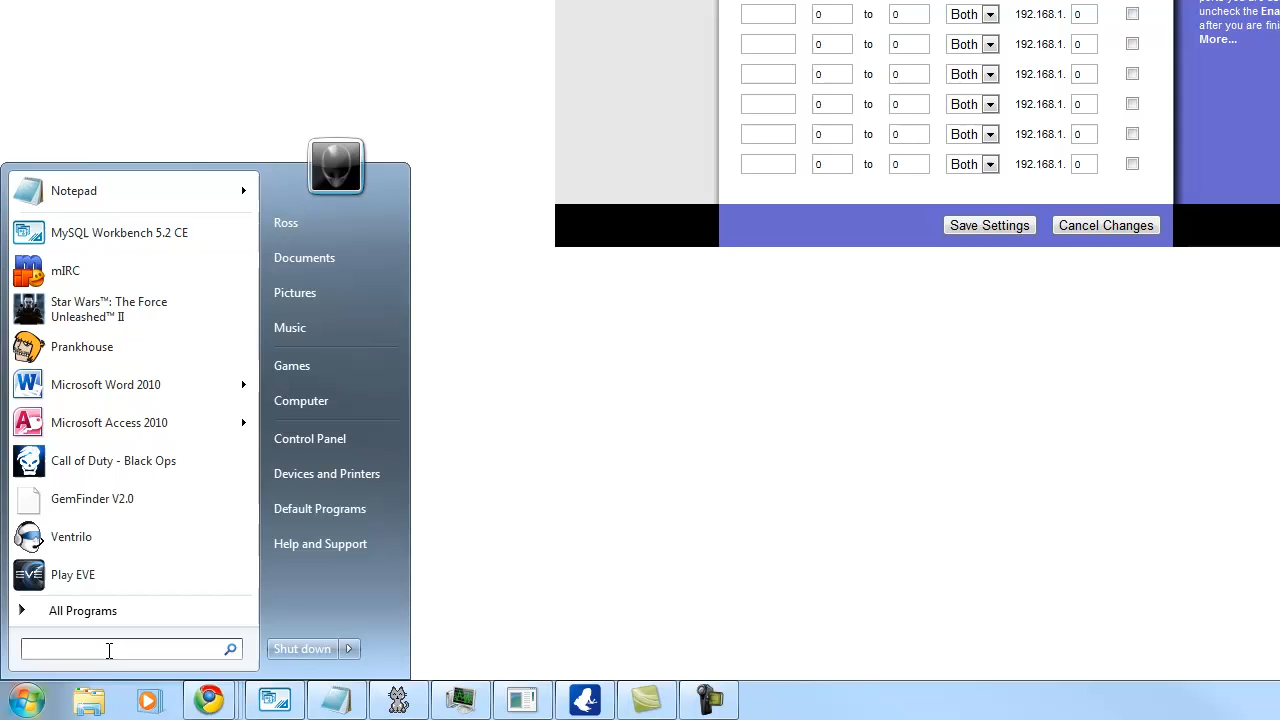 ports you are us
uncheck the Ena
after you are fini
More...
0 to 0 Both 192.168.1. 0
0 to 0 Both 192.168.1. 0
0 to 0 Both 192.168.1. 0
0 to 0 Both 192.168.1. 0
0 to 0 Both 192.168.1. 0
0 to 0 Both 192.168.1. 0
Save Settings Cancel Changes
Notepad
MySQL Workbench 5.2 CE
mIRC
Star Wars™: The Force
Unleashed™ II
Prankhouse
Microsoft Word 2010
Microsoft Access 2010
Call of Duty - Black Ops
GemFinder V2.0
Ventrilo
Play EVE
All Programs
Ross
Documents
Pictures
Music
Games
Computer
Control Panel
Devices and Printers
Default Programs
Help and Support
Shut down